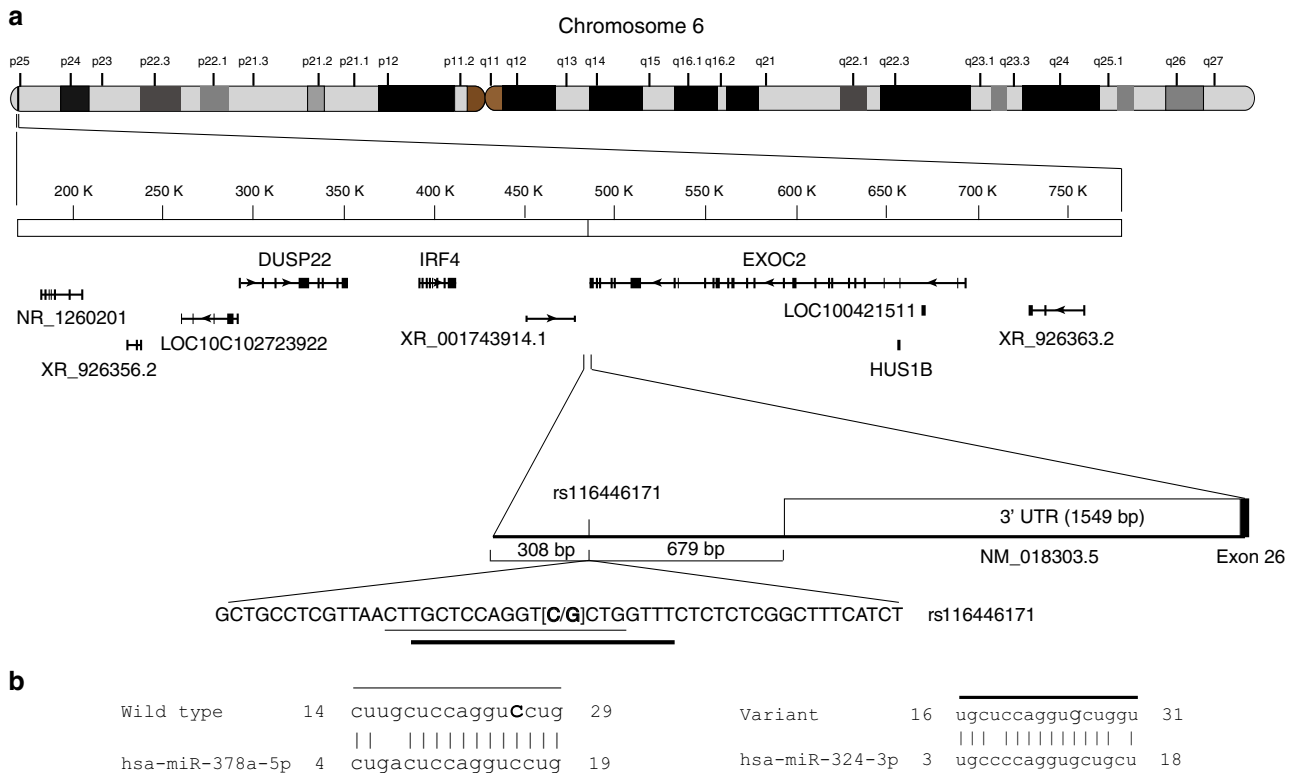 a
Chromosome 6
p25 p24 p23 p22.3 p22.1 p21.3 p21.2 p21.1 p12 p11.2 q11 q12 q13 q14 q15 q16.1 q16.2 q21 q22.1 q22.3 q23.1 q23.3 q24 q25.1 q26 q27
200 K 250 K 300 K 350 K 400 K 450 K 500 K 550 K 600 K 650 K 700 K 750 K
DUSP22 IRF4 EXOC2
NR_1260201 LOC10C102723922 XR_001743914.1 LOC100421511 XR_926363.2
XR_926356.2 HUS1B
rs116446171
3' UTR (1549 bp)
308 bp 679 bp NM_018303.5 Exon 26
GCTGCCTCGTTAACTTGCTCCAGGT[C/G]CTGGTTTCTCTCTCGGCTTTCATCT rs116446171
b
Wild type 14 cuugcuccagguCcug 29
hsa-miR-378a-5p 4 cugacuccagguccug 19
Variant 16 ugcuccaggugcuggu 31
hsa-miR-324-3p 3 ugccccaggugcugcu 18